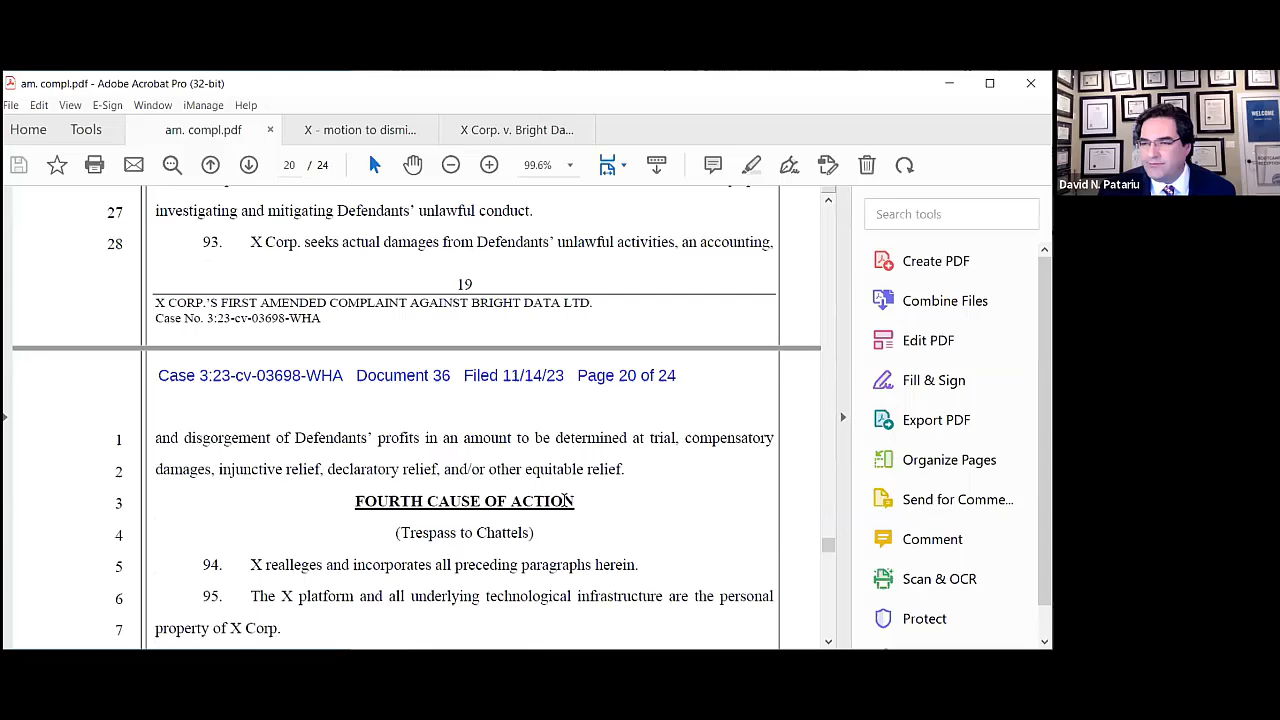 am. compl.pdf - Adobe Acrobat Pro (32-bit)
File Edit View E-Sign Window iManage Help
Home Tools am. compl.pdf × X - motion to dismi... X Corp. v. Bright Da...
20 / 24 99.6%
27 investigating and mitigating Defendants’ unlawful conduct.
28 93. X Corp. seeks actual damages from Defendants’ unlawful activities, an accounting,
19
X CORP.’S FIRST AMENDED COMPLAINT AGAINST BRIGHT DATA LTD.
Case No. 3:23-cv-03698-WHA
Case 3:23-cv-03698-WHA Document 36 Filed 11/14/23 Page 20 of 24
1 and disgorgement of Defendants’ profits in an amount to be determined at trial, compensatory
2 damages, injunctive relief, declaratory relief, and/or other equitable relief.
3 FOURTH CAUSE OF ACTION
4 (Trespass to Chattels)
5 94. X realleges and incorporates all preceding paragraphs herein.
6 95. The X platform and all underlying technological infrastructure are the personal
7 property of X Corp.
Search tools
Create PDF
Combine Files
Edit PDF
Fill & Sign
Export PDF
Organize Pages
Send for Comme...
Comment
Scan & OCR
Protect
WELCOME
David N. Patariu